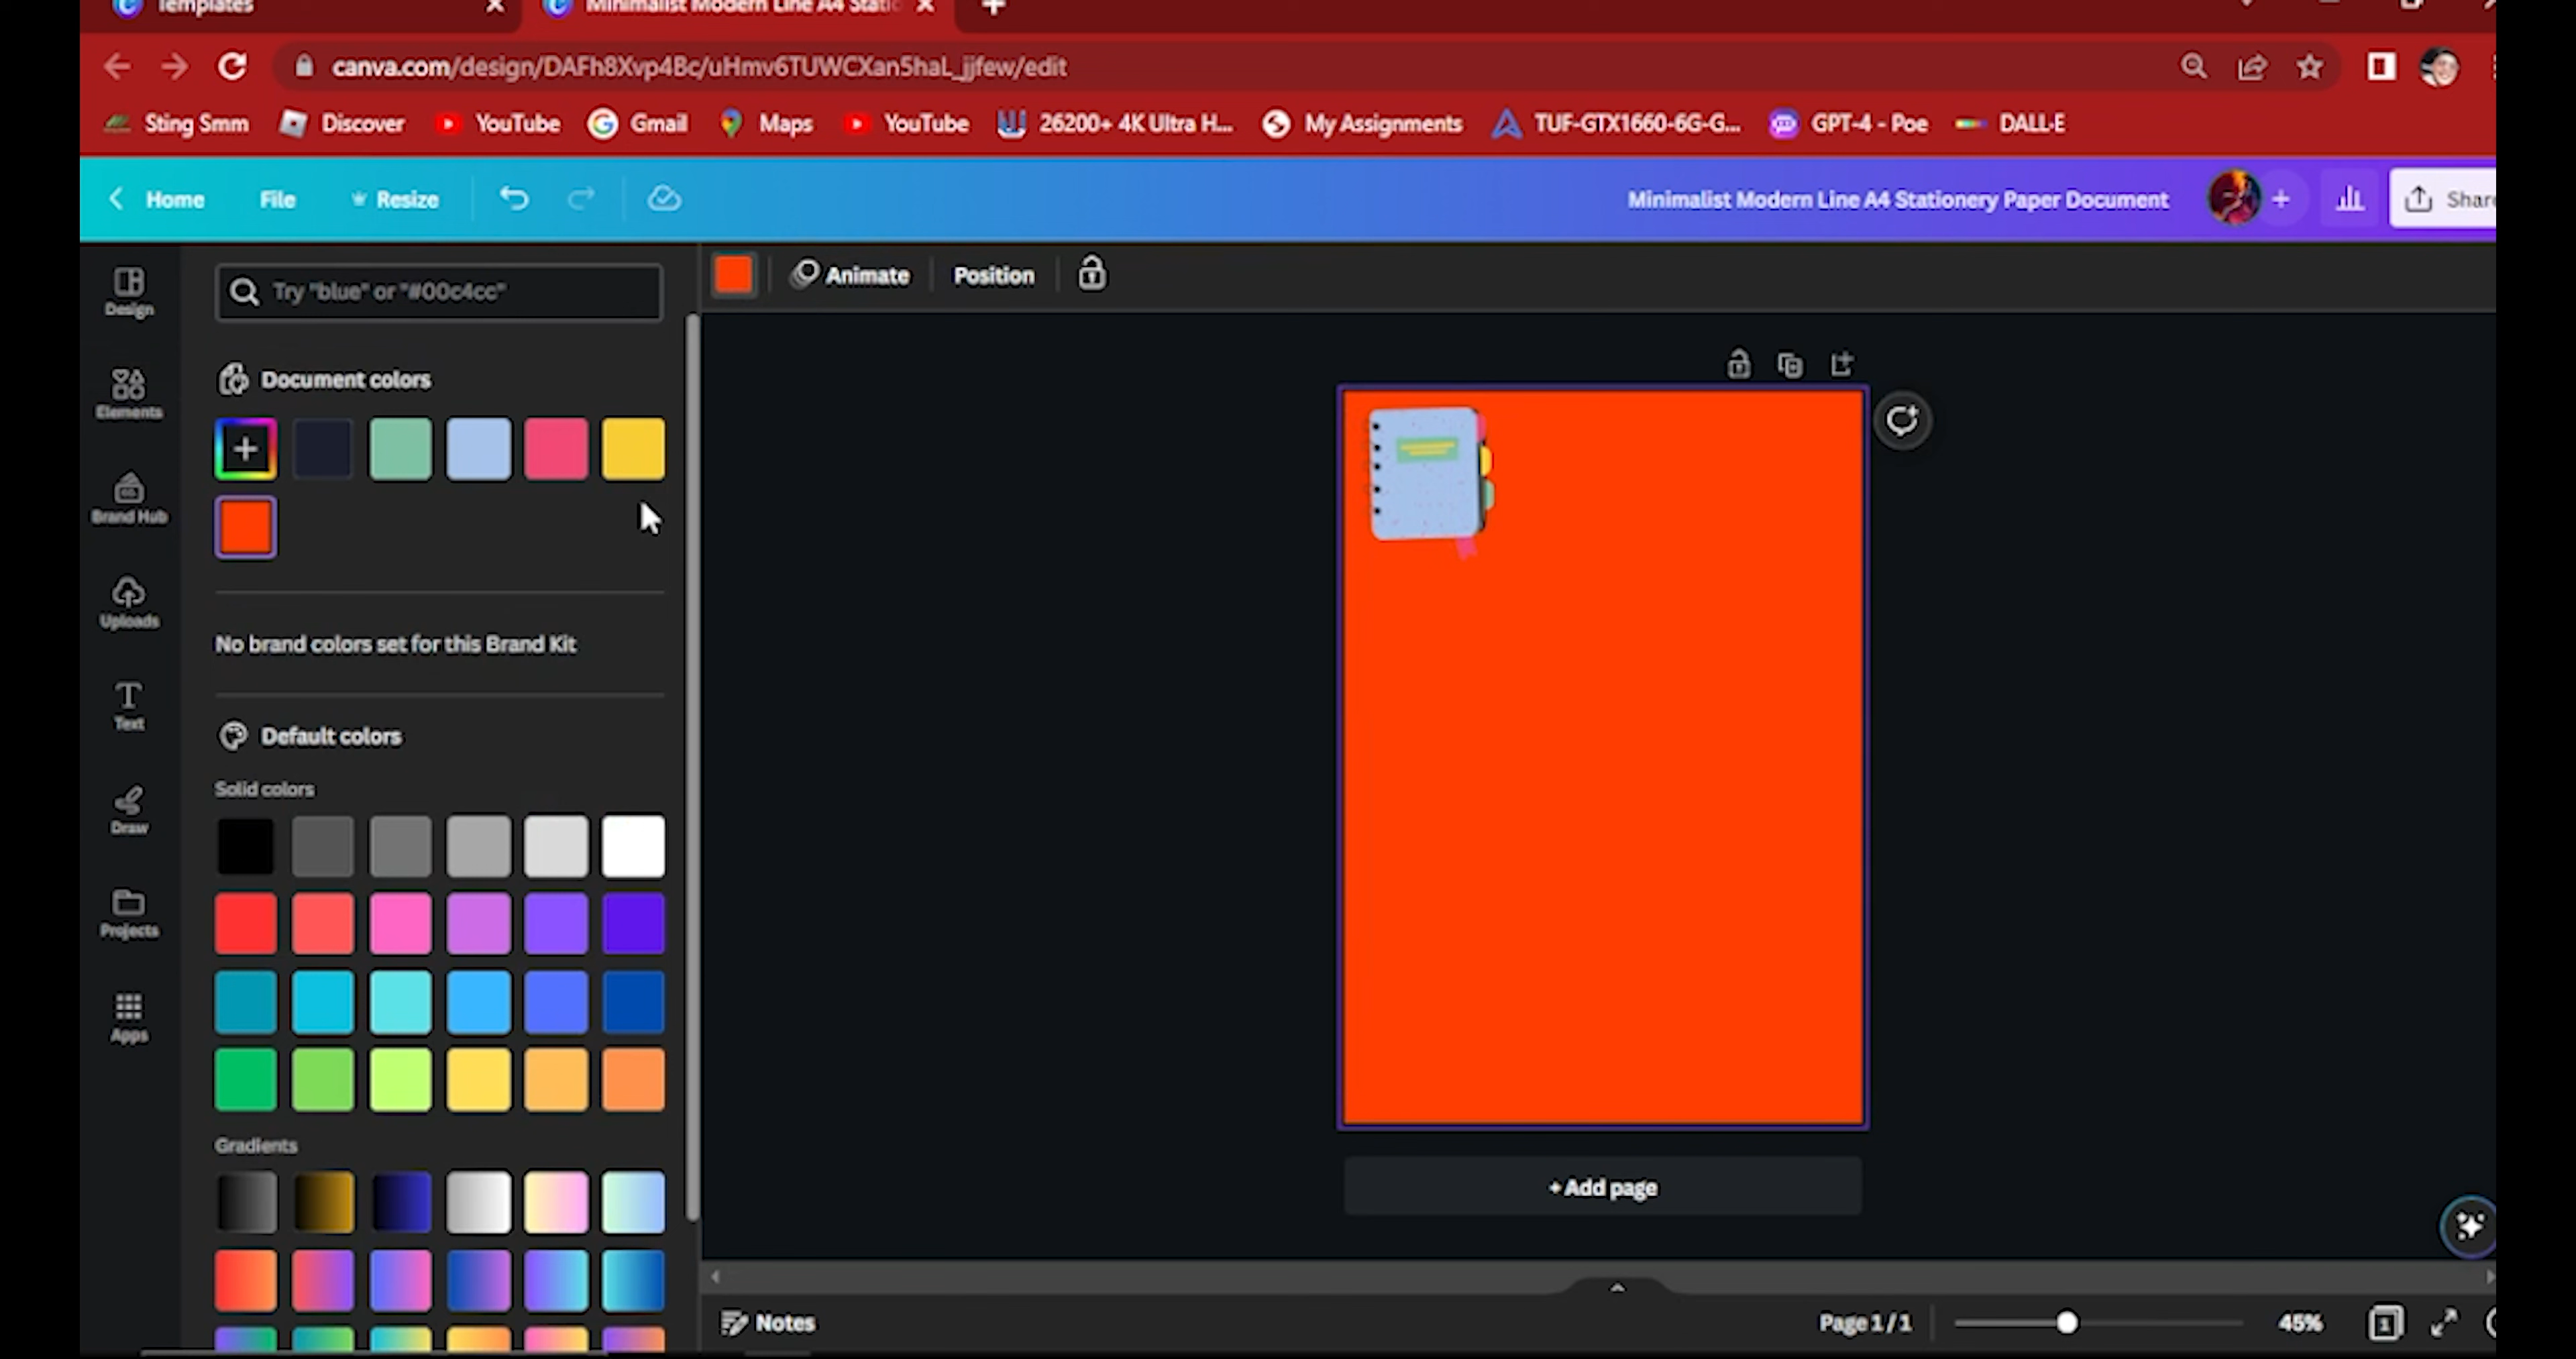 Templates
Minimalist Modern Line A4 Static
canva.com/design/DAFh8Xvp4Bc/uHmv6TUWCXan5haL_jjfew/edit
Sting Smm Discover YouTube Gmail Maps YouTube 26200+ 4K Ultra H... My Assignments TUF-GTX1660-6G-G... GPT-4 - Poe DALL·E
Home File Resize Minimalist Modern Line A4 Stationery Paper Document Share
Design
Elements
Brand Hub
Uploads
Text
Draw
Projects
Apps
Try "blue" or "#00c4cc"
Document colors
No brand colors set for this Brand Kit
Default colors
Solid colors
Gradients
Animate Position
+ Add page
Notes Page 1 / 1 45% 1